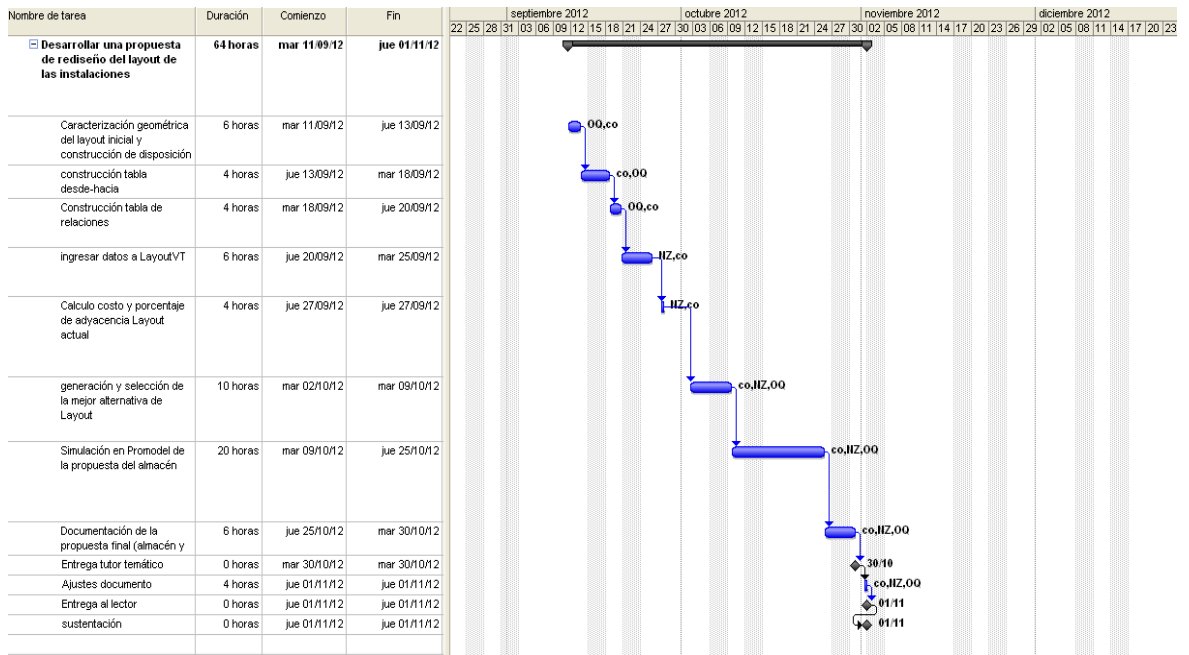 Nombre de tarea Duración Comienzo Fin
septiembre 2012 octubre 2012 noviembre 2012 diciembre 2012
22 25 28 31 03 06 09 12 15 18 21 24 27 30 03 06 09 12 15 18 21 24 27 30 02 05 08 11 14 17 20 23 26 29 02 05 08 11 14 17 20 23
Desarrollar una propuesta 64 horas mar 11/09/12 jue 01/11/12
de rediseño del layout de
las instalaciones
Caracterización geométrica 6 horas mar 11/09/12 jue 13/09/12 OQ,co
del layout inicial y
construcción de disposición
construcción tabla 4 horas jue 13/09/12 mar 18/09/12 co,OQ
desde-hacia
Construcción tabla de 4 horas mar 18/09/12 jue 20/09/12 OQ,co
relaciones
ingresar datos a LayoutVT 6 horas jue 20/09/12 mar 25/09/12 NZ,co
Calculo costo y porcentaje 4 horas jue 27/09/12 jue 27/09/12 NZ,co
de adyacencia Layout
actual
generación y selección de 10 horas mar 02/10/12 mar 09/10/12 co,NZ,OQ
la mejor alternativa de
Layout
Simulación en Promodel de 20 horas mar 09/10/12 jue 25/10/12 co,NZ,OQ
la propuesta del almacén
Documentación de la 6 horas jue 25/10/12 mar 30/10/12 co,NZ,OQ
propuesta final (almacén y
Entrega tutor temático 0 horas mar 30/10/12 mar 30/10/12 30/10
Ajustes documento 4 horas jue 01/11/12 jue 01/11/12 co,NZ,OQ
Entrega al lector 0 horas jue 01/11/12 jue 01/11/12 01/11
sustentación 0 horas jue 01/11/12 jue 01/11/12 01/11